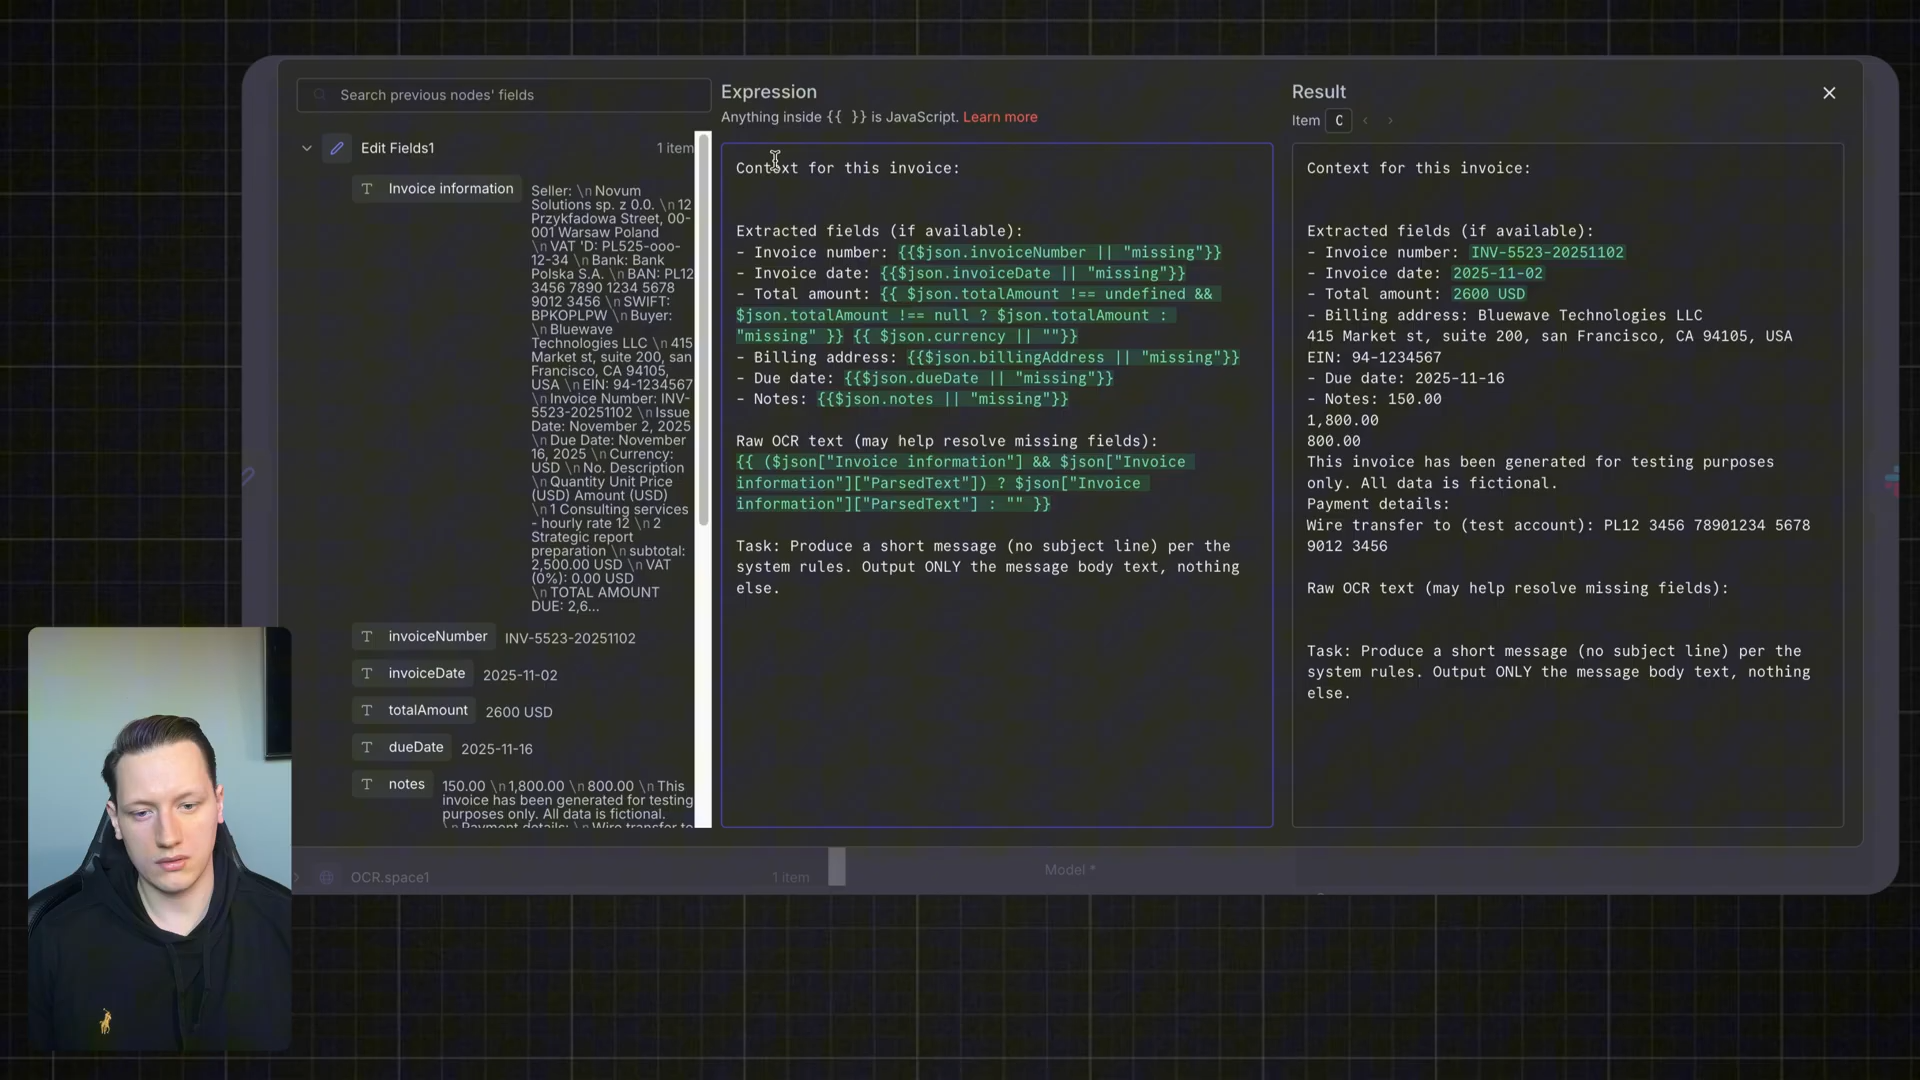 Search previous nodes' fields
Edit Fields1
1 item
Invoice information
Seller: \n Novum
Solutions sp. z 0.0. \n 12
Przykfadowa Street, 00-
001 Warsaw Poland
\n VAT 'D: PL525-ooo-
12-34 \n Bank: Bank
Polska S.A. \n BAN: PL12
3456 7890 1234 5678
9012 3456 \n SWIFT:
BPKOPLPW \n Buyer:
\n Bluewave
Technologies LLC \n 415
Market st, suite 200, san
Francisco, CA 94105,
USA \n EIN: 94-1234567
\n Invoice Number: INV-
5523-20251102 \n Issue
Date: November 2, 2025
\n Due Date: November
16, 2025 \n Currency:
USD \n No. Description
\n Quantity Unit Price
(USD) Amount (USD)
\n 1 Consulting services
- hourly rate 12 \n 2
Strategic report
preparation \n subtotal:
2,500.00 USD \n VAT
(0%): 0.00 USD
\n TOTAL AMOUNT
DUE: 2,6...
invoiceNumber INV-5523-20251102
invoiceDate 2025-11-02
totalAmount 2600 USD
dueDate 2025-11-16
notes 150.00 \n 1,800.00 \n 800.00 \n This
invoice has been generated for testing
purposes only. All data is fictional.
\n Payment details: \n Wire transfer to
OCR.space1
1 item
Expression
Anything inside {{ }} is JavaScript. Learn more
Context for this invoice:
Extracted fields (if available):
- Invoice number: {{$json.invoiceNumber || "missing"}}
- Invoice date: {{$json.invoiceDate || "missing"}}
- Total amount: {{ $json.totalAmount !== undefined &&
$json.totalAmount !== null ? $json.totalAmount :
"missing" }} {{ $json.currency || ""}}
- Billing address: {{$json.billingAddress || "missing"}}
- Due date: {{$json.dueDate || "missing"}}
- Notes: {{$json.notes || "missing"}}
Raw OCR text (may help resolve missing fields):
{{ ($json["Invoice information"] && $json["Invoice
information"]["ParsedText"]) ? $json["Invoice
information"]["ParsedText"] : "" }}
Task: Produce a short message (no subject line) per the
system rules. Output ONLY the message body text, nothing
else.
Model *
Result
Item C
Context for this invoice:
Extracted fields (if available):
- Invoice number: INV-5523-20251102
- Invoice date: 2025-11-02
- Total amount: 2600 USD
- Billing address: Bluewave Technologies LLC
415 Market st, suite 200, san Francisco, CA 94105, USA
EIN: 94-1234567
- Due date: 2025-11-16
- Notes: 150.00
1,800.00
800.00
This invoice has been generated for testing purposes
only. All data is fictional.
Payment details:
Wire transfer to (test account): PL12 3456 78901234 5678
9012 3456
Raw OCR text (may help resolve missing fields):
Task: Produce a short message (no subject line) per the
system rules. Output ONLY the message body text, nothing
else.